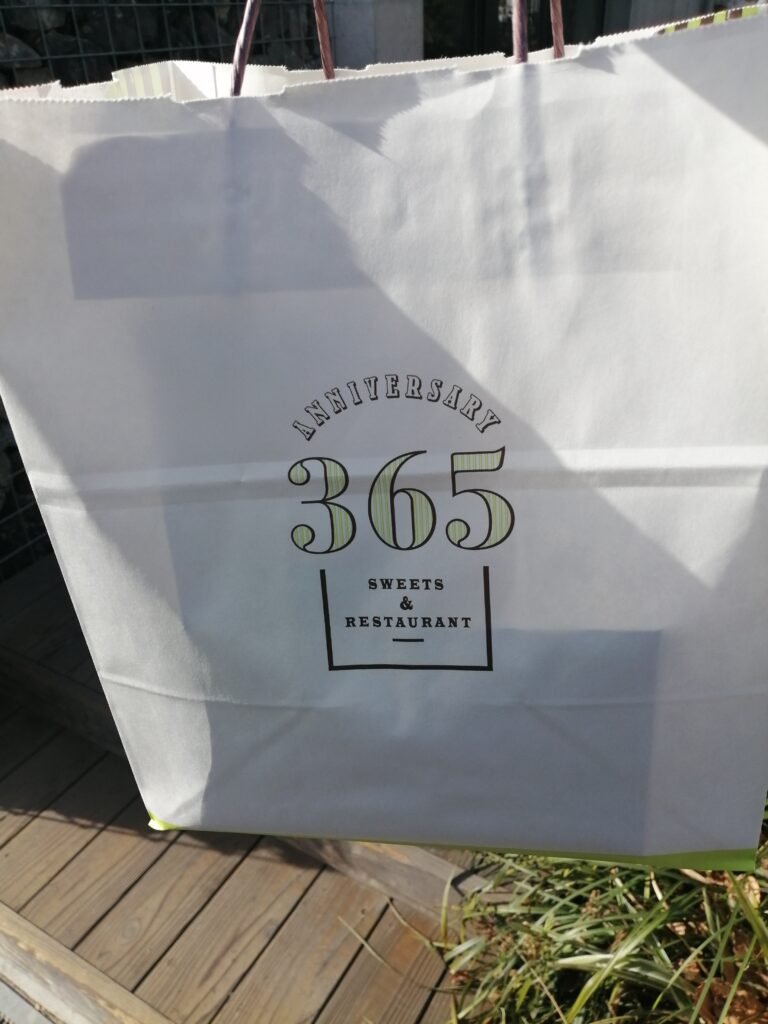 ANNIVERSARY
365
SWEETS
&
RESTAURANT